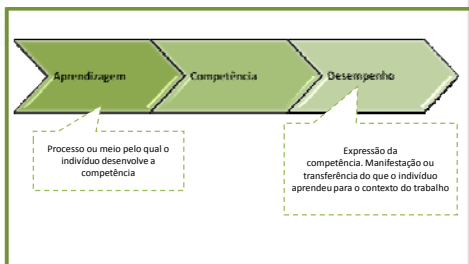 Aprendizagem
Competência
Desempenho
Processo ou meio pelo qual o
indivíduo desenvolve a
competência
Expressão da
competência. Manifestação ou
transferência do que o indivíduo
aprendeu para o contexto do trabalho